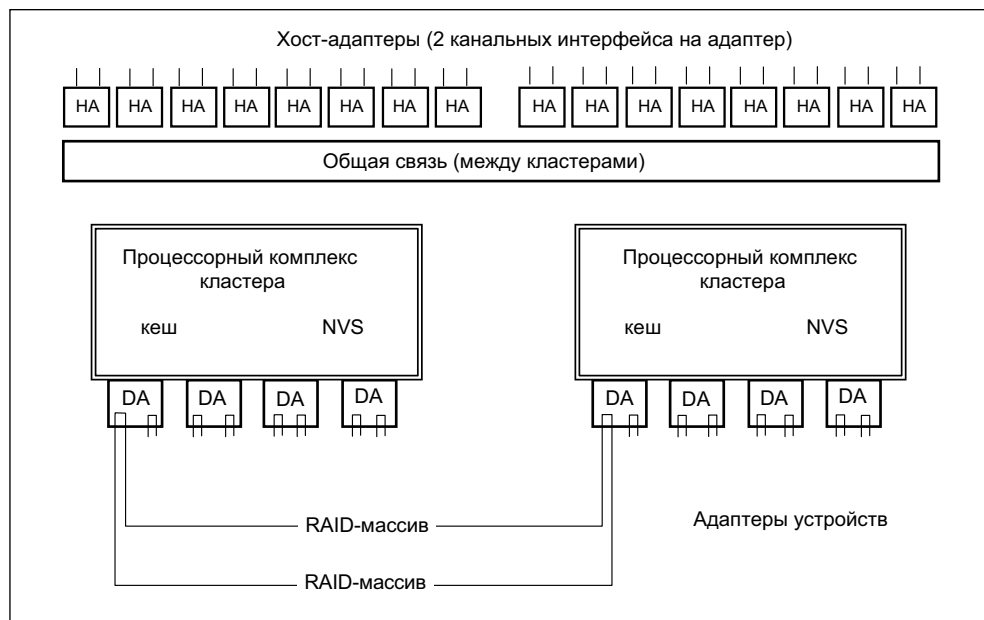 Хост-адаптеры (2 канальных интерфейса на адаптер)
HA HA HA HA HA HA HA HA HA HA HA HA HA HA HA HA
Общая связь (между кластерами)
Процессорный комплекс
кластера
кеш NVS
DA DA DA DA
Процессорный комплекс
кластера
кеш NVS
DA DA DA DA
RAID-массив
Адаптеры устройств
RAID-массив